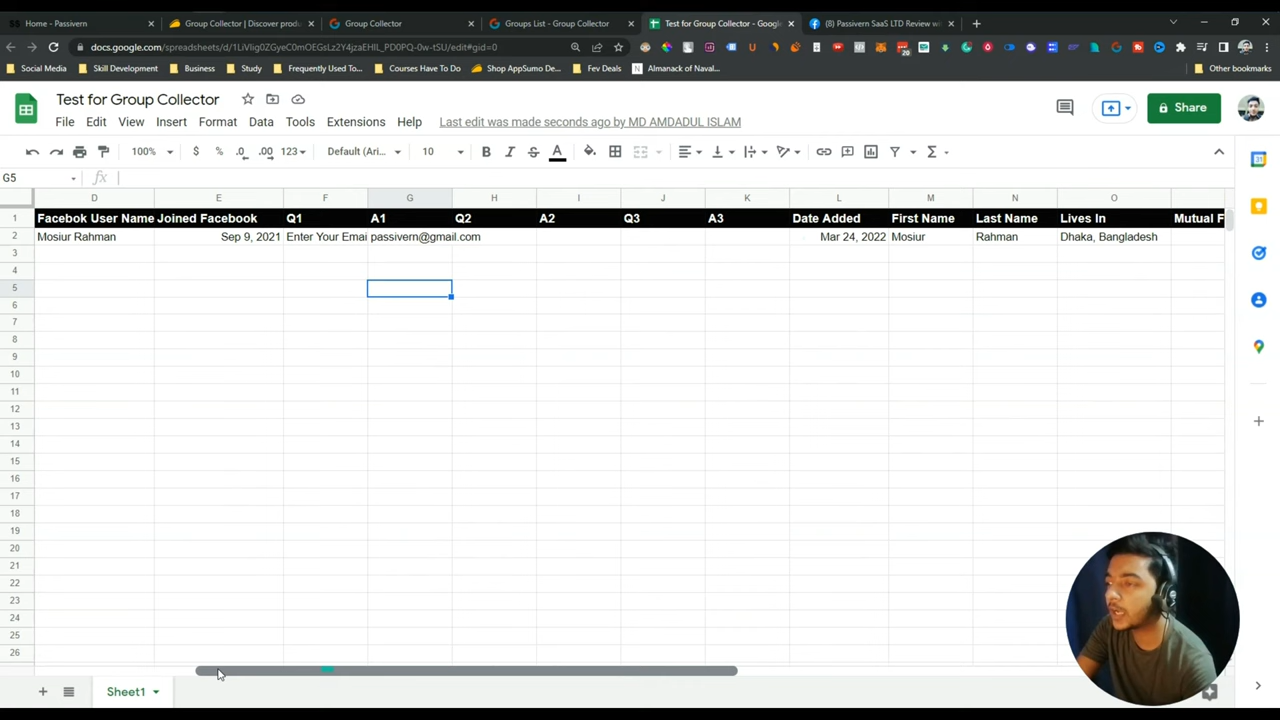 Home - Passivern
Group Collector | Discover produ
Group Collector
Groups List - Group Collector
Test for Group Collector - Google
(8) Passivern SaaS LTD Review wi
docs.google.com/spreadsheets/d/1LiVlig0ZGyeC0mOEGsLz2Y4jzaEHIL_PD0PQ-0w-tSU/edit#gid=0
Social Media
Skill Development
Business
Study
Frequently Used To...
Courses Have To Do
Shop AppSumo De...
Fev Deals
Almanack of Naval...
Other bookmarks
Test for Group Collector
Share
File Edit View Insert Format Data Tools Extensions Help Last edit was made seconds ago by MD AMDADUL ISLAM
100% $ % .0 .00 123 Default (Ari... 10 B I S A
G5 fx
D E F G H I J K L M N O
1 Facebok User Name Joined Facebook Q1 A1 Q2 A2 Q3 A3 Date Added First Name Last Name Lives In Mutual F
2 Mosiur Rahman Sep 9, 2021 Enter Your Emai passivern@gmail.com Mar 24, 2022 Mosiur Rahman Dhaka, Bangladesh
3
4
5
6
7
8
9
10
11
12
13
14
15
16
17
18
19
20
21
22
23
24
25
26
Sheet1